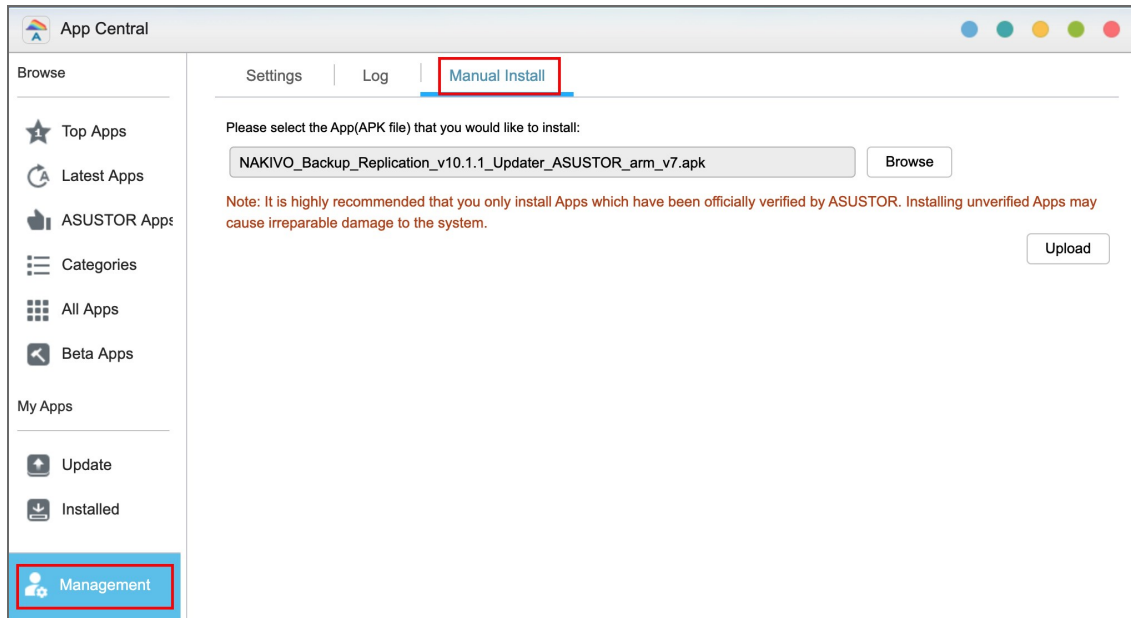 App Central
Browse
Top Apps
Latest Apps
ASUSTOR Apps
Categories
All Apps
Beta Apps
My Apps
Update
Installed
Management
Settings
Log
Manual Install
Please select the App(APK file) that you would like to install:
NAKIVO_Backup_Replication_v10.1.1_Updater_ASUSTOR_arm_v7.apk
Browse
Note: It is highly recommended that you only install Apps which have been officially verified by ASUSTOR. Installing unverified Apps may
cause irreparable damage to the system.
Upload